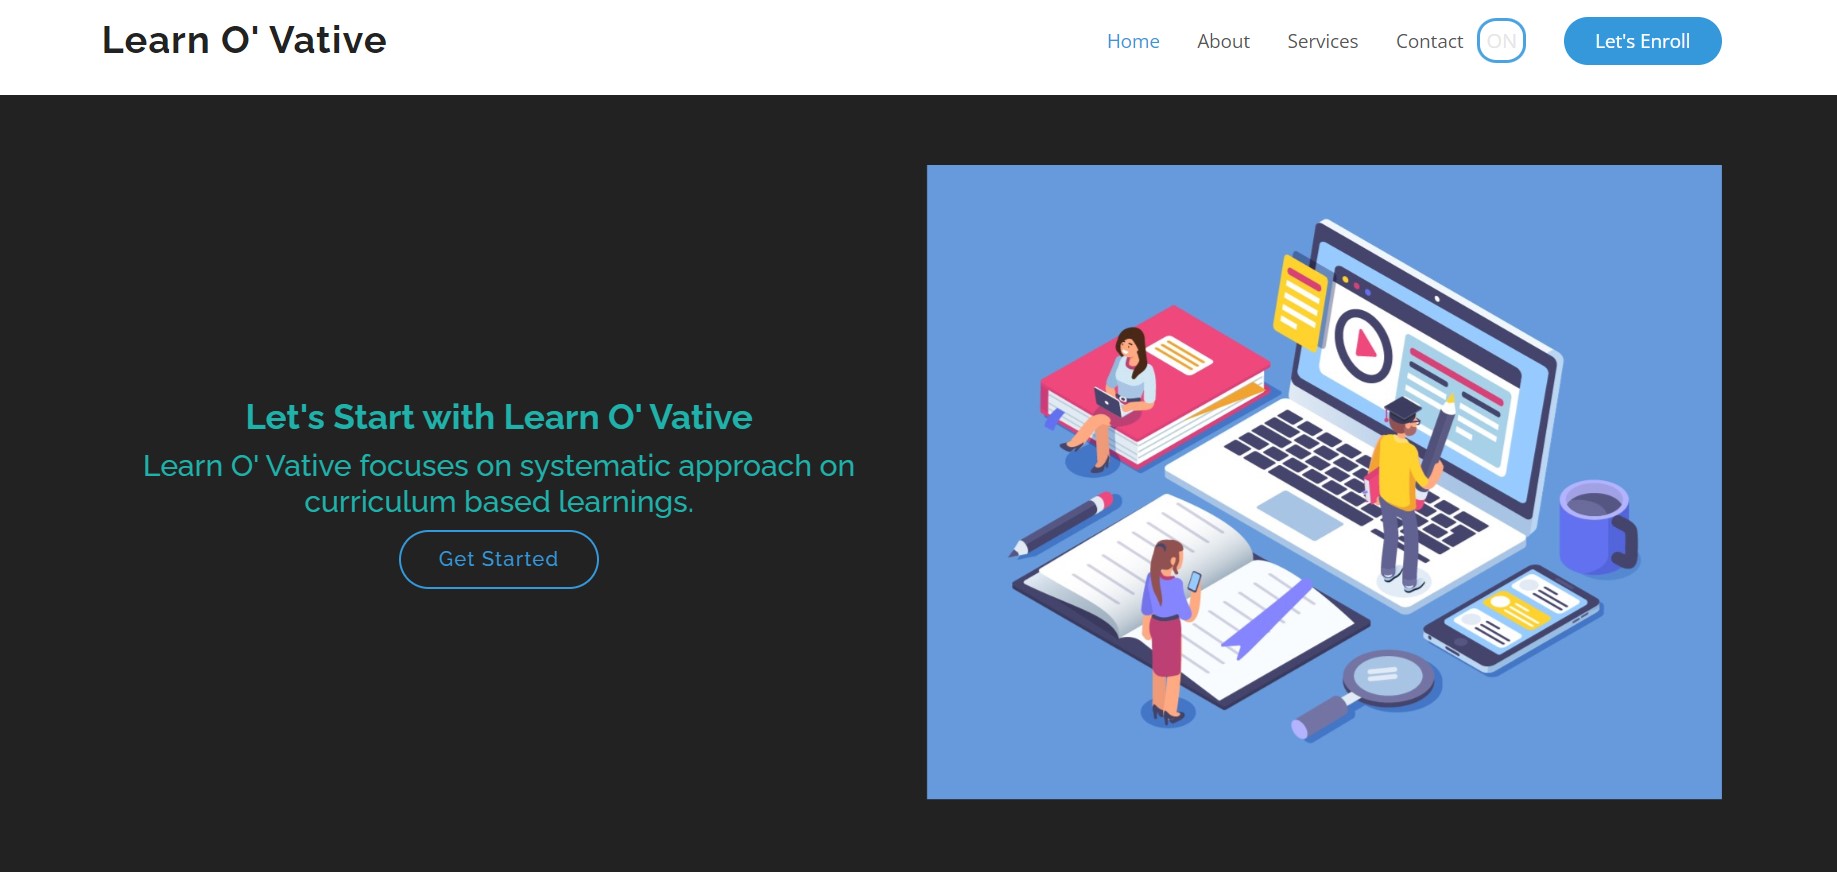 Learn O' Vative
Home About Services Contact ON Let's Enroll
Let's Start with Learn O' Vative
Learn O' Vative focuses on systematic approach on
curriculum based learnings.
Get Started